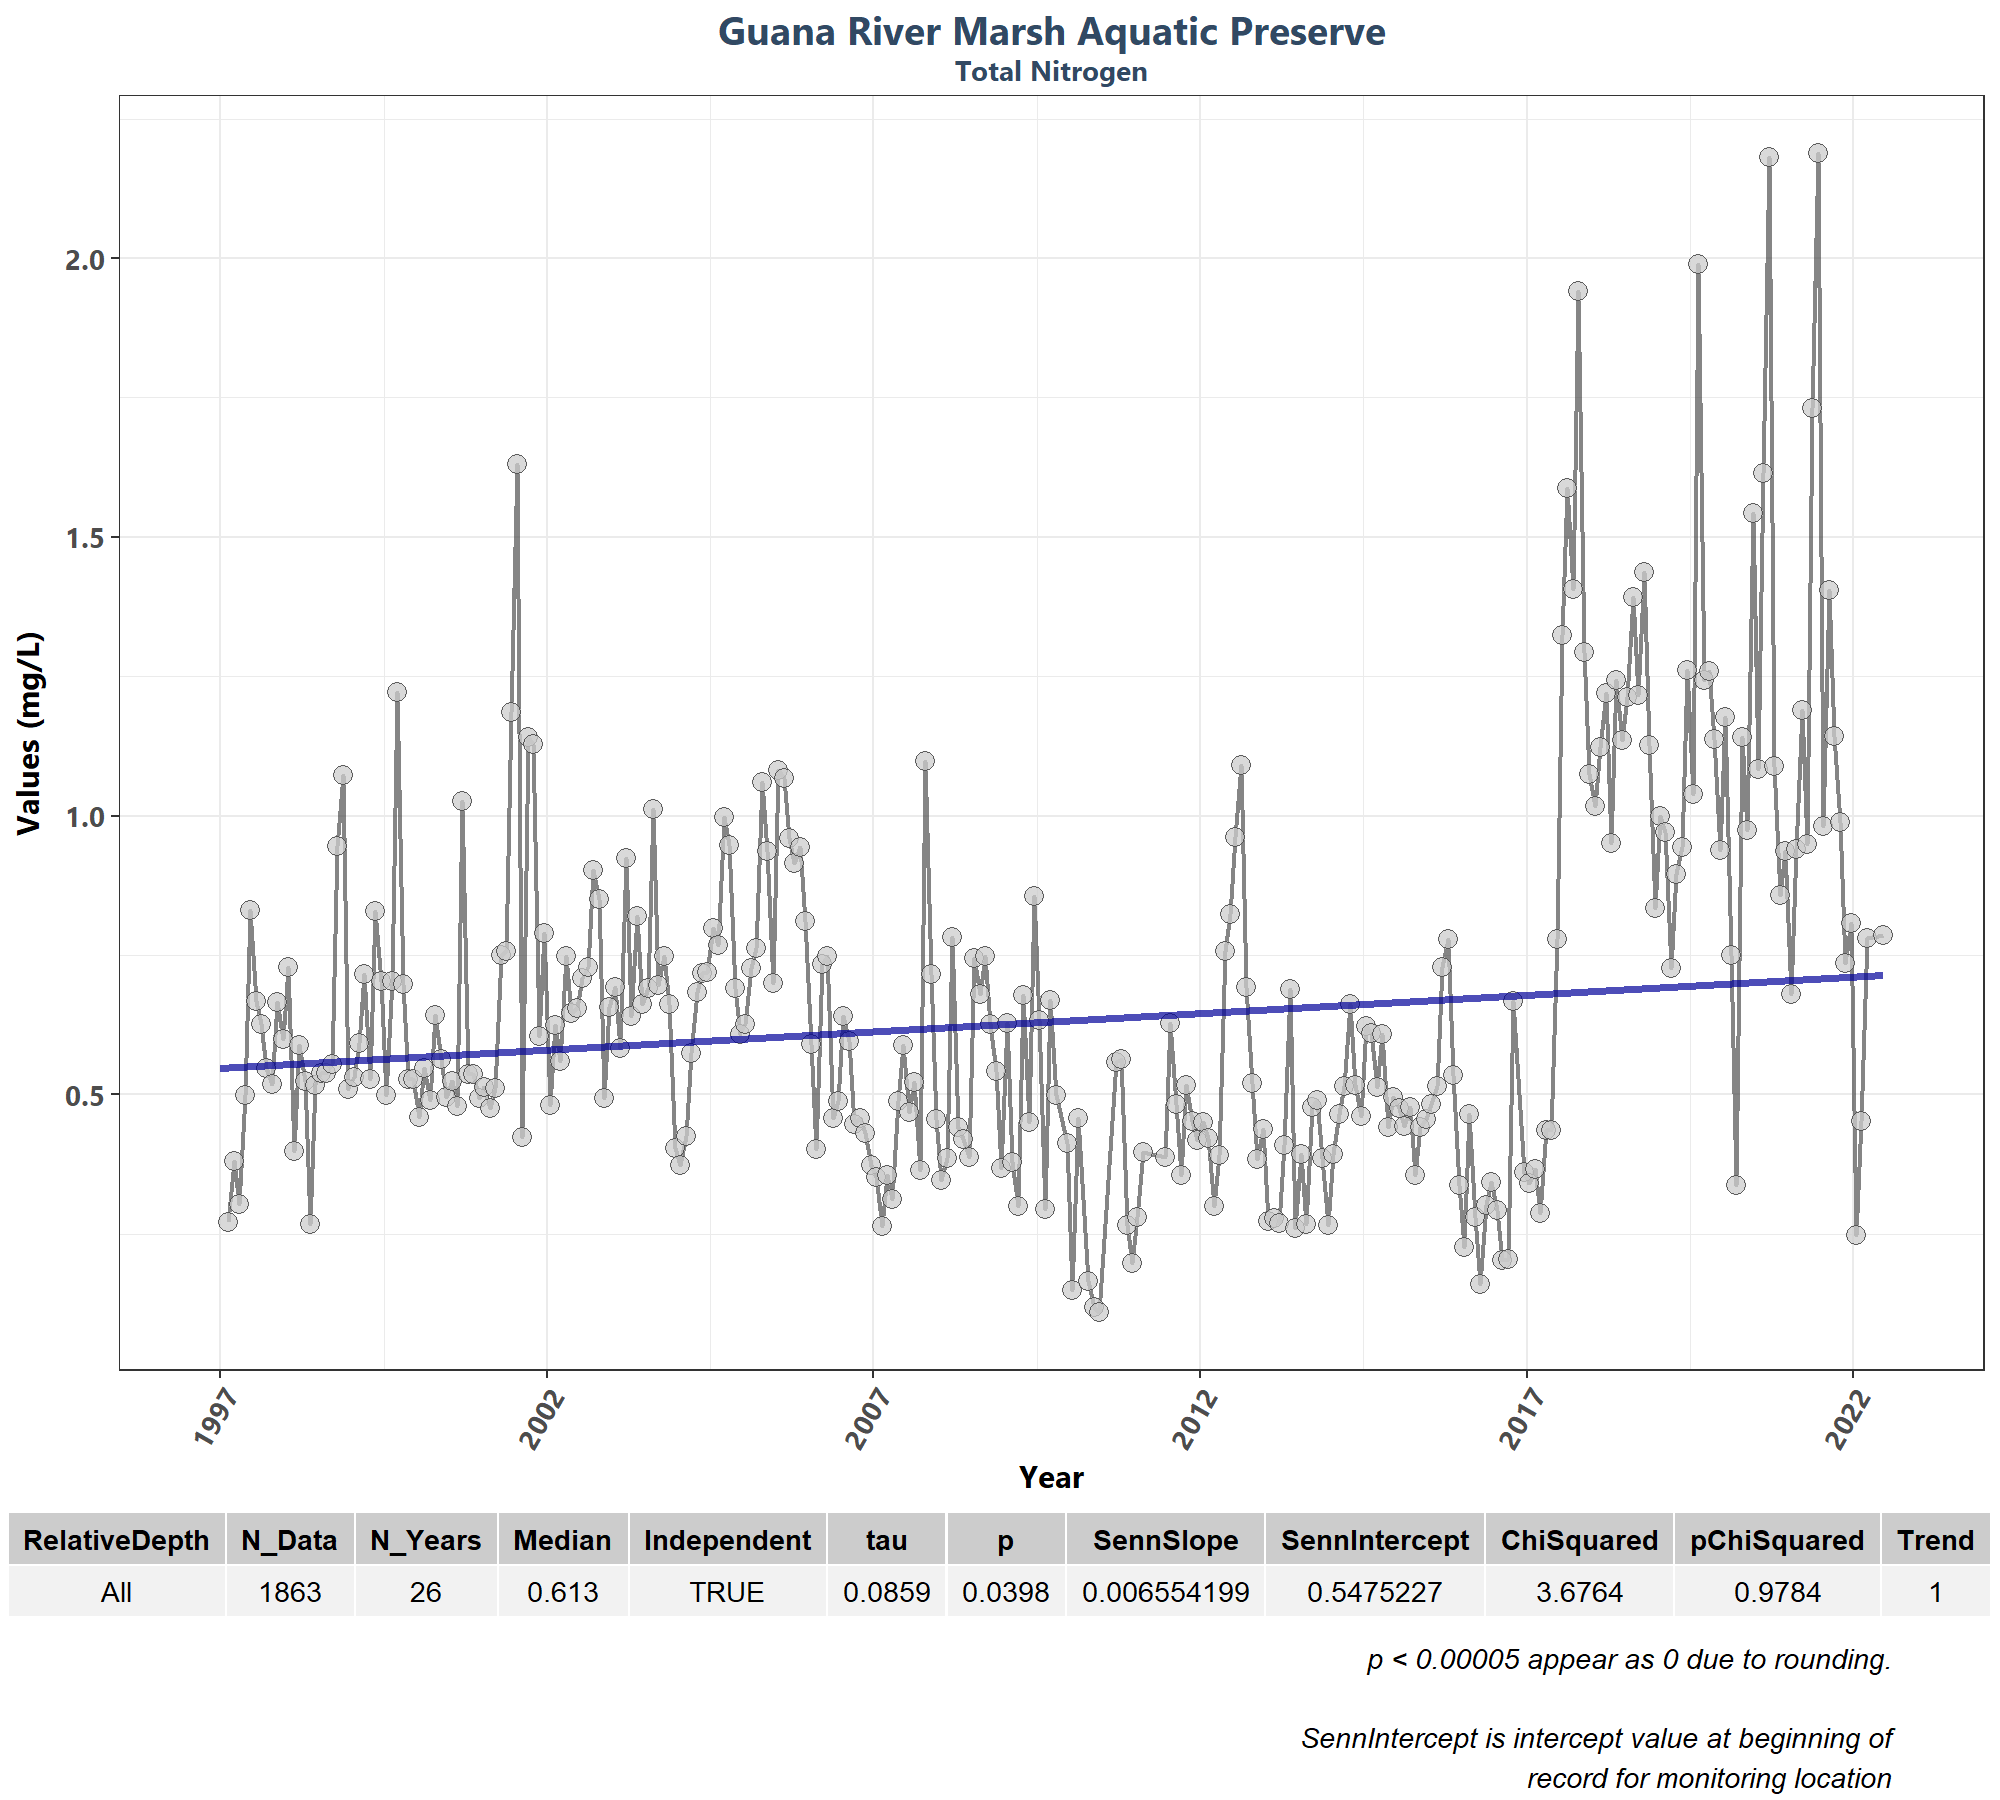 Guana River Marsh Aquatic Preserve
Total Nitrogen
Values (mg/L)
2.0
1.5
1.0
0.5
1997 2002 2007 2012 2017 2022
Year
RelativeDepth N_Data N_Years Median Independent tau p SennSlope SennIntercept ChiSquared pChiSquared Trend
All 1863 26 0.613 TRUE 0.0859 0.0398 0.006554199 0.5475227 3.6764 0.9784 1
p < 0.00005 appear as 0 due to rounding.
SennIntercept is intercept value at beginning of
record for monitoring location